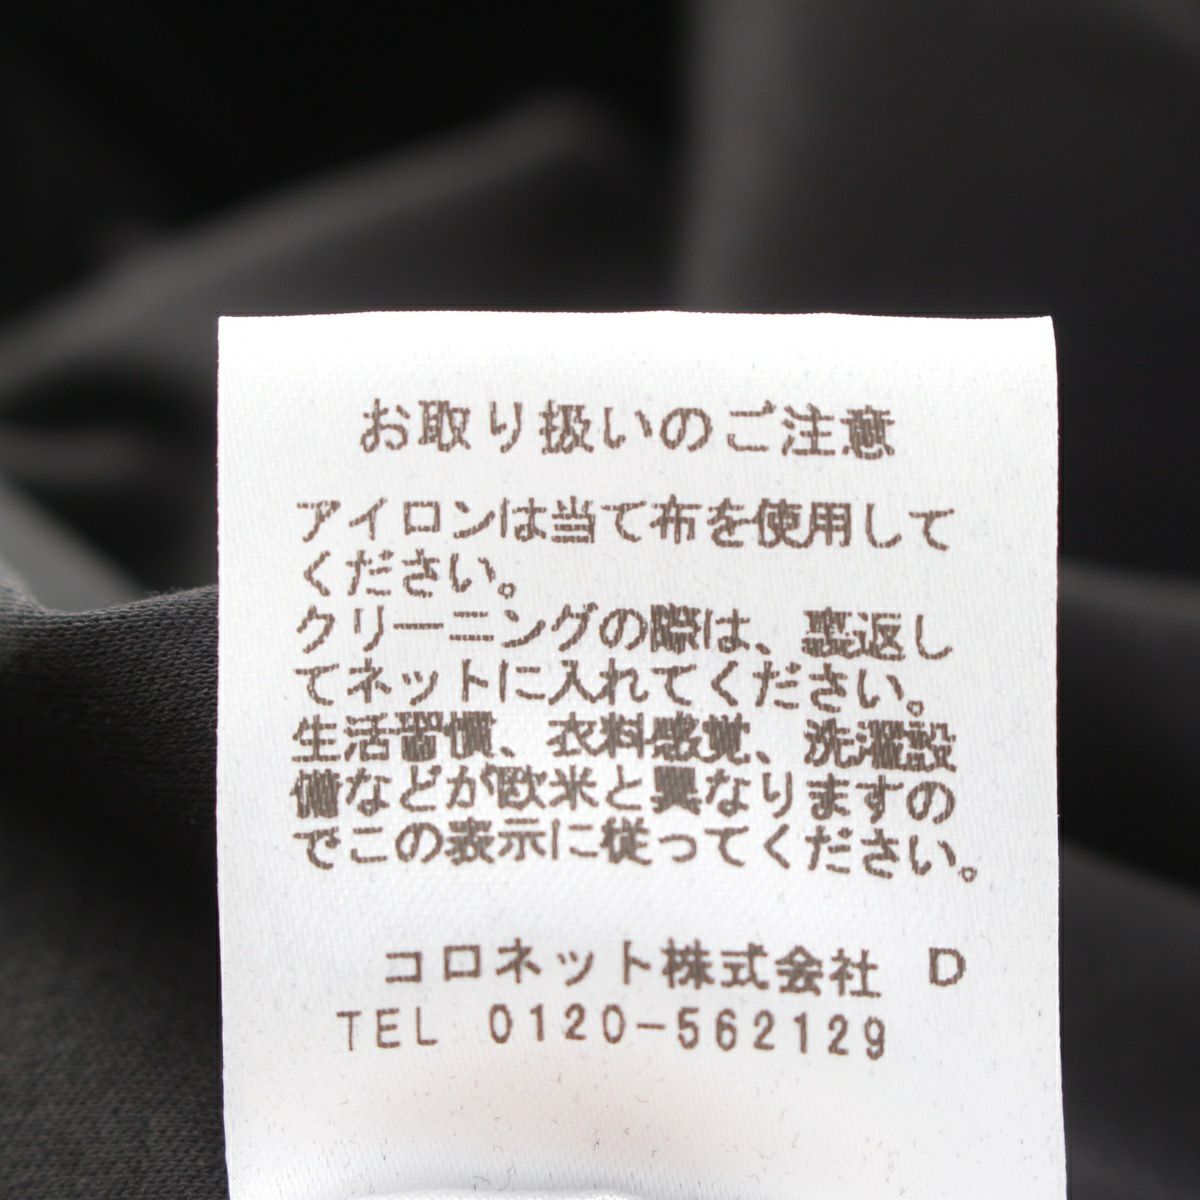 お取り扱いのご注意
アイロンは当て布を使用して
ください。
クリーニングの際は、裏返し
てネットに入れてください。
生活習慣、衣料感覚、洗濯設
備などが欧米と異なりますの
でこの表示に従ってください。
コロネット株式会社 D
TEL 0120-562129